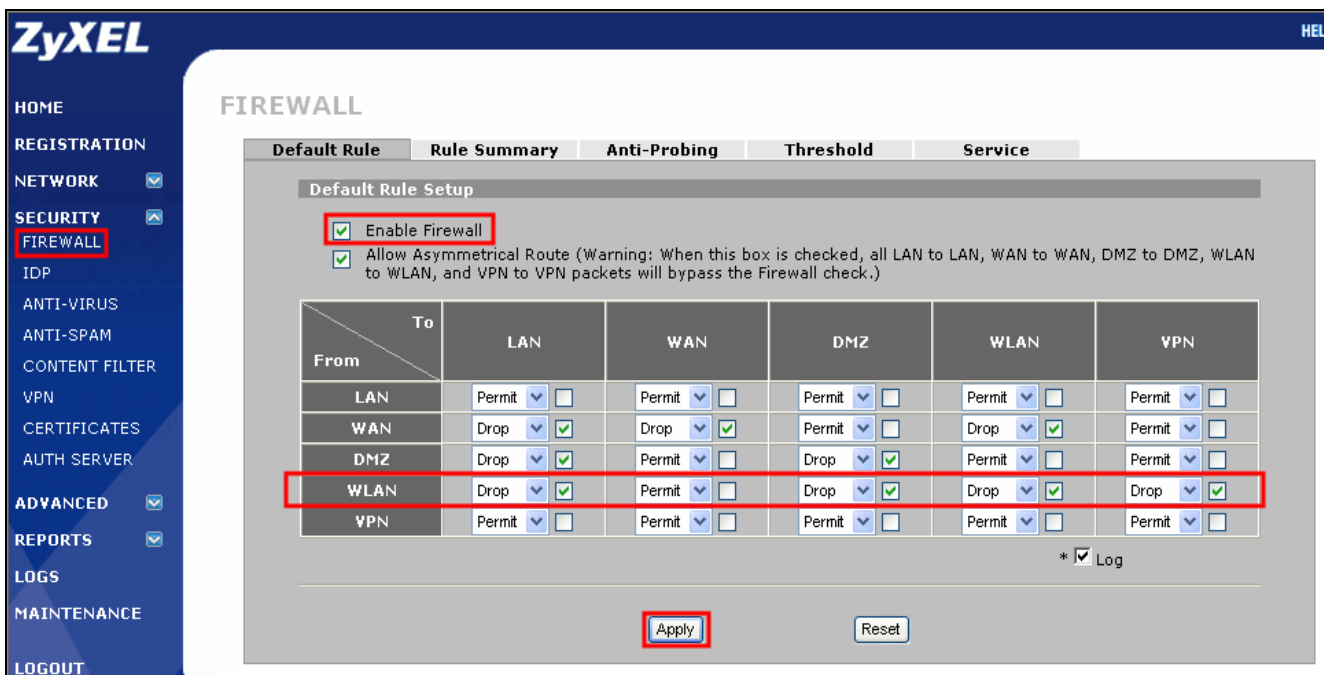 ZyXEL
HEL
HOME
REGISTRATION
NETWORK
SECURITY
FIREWALL
IDP
ANTI-VIRUS
ANTI-SPAM
CONTENT FILTER
VPN
CERTIFICATES
AUTH SERVER
ADVANCED
REPORTS
LOGS
MAINTENANCE
LOGOUT
FIREWALL
Default Rule Rule Summary Anti-Probing Threshold Service
Default Rule Setup
Enable Firewall
Allow Asymmetrical Route (Warning: When this box is checked, all LAN to LAN, WAN to WAN, DMZ to DMZ, WLAN
to WLAN, and VPN to VPN packets will bypass the Firewall check.)
To
From
LAN WAN DMZ WLAN VPN
LAN Permit Permit Permit Permit Permit
WAN Drop Drop Permit Drop Permit
DMZ Drop Permit Drop Permit Permit
WLAN Drop Permit Drop Drop Drop
VPN Permit Permit Permit Permit Permit
* Log
Apply Reset